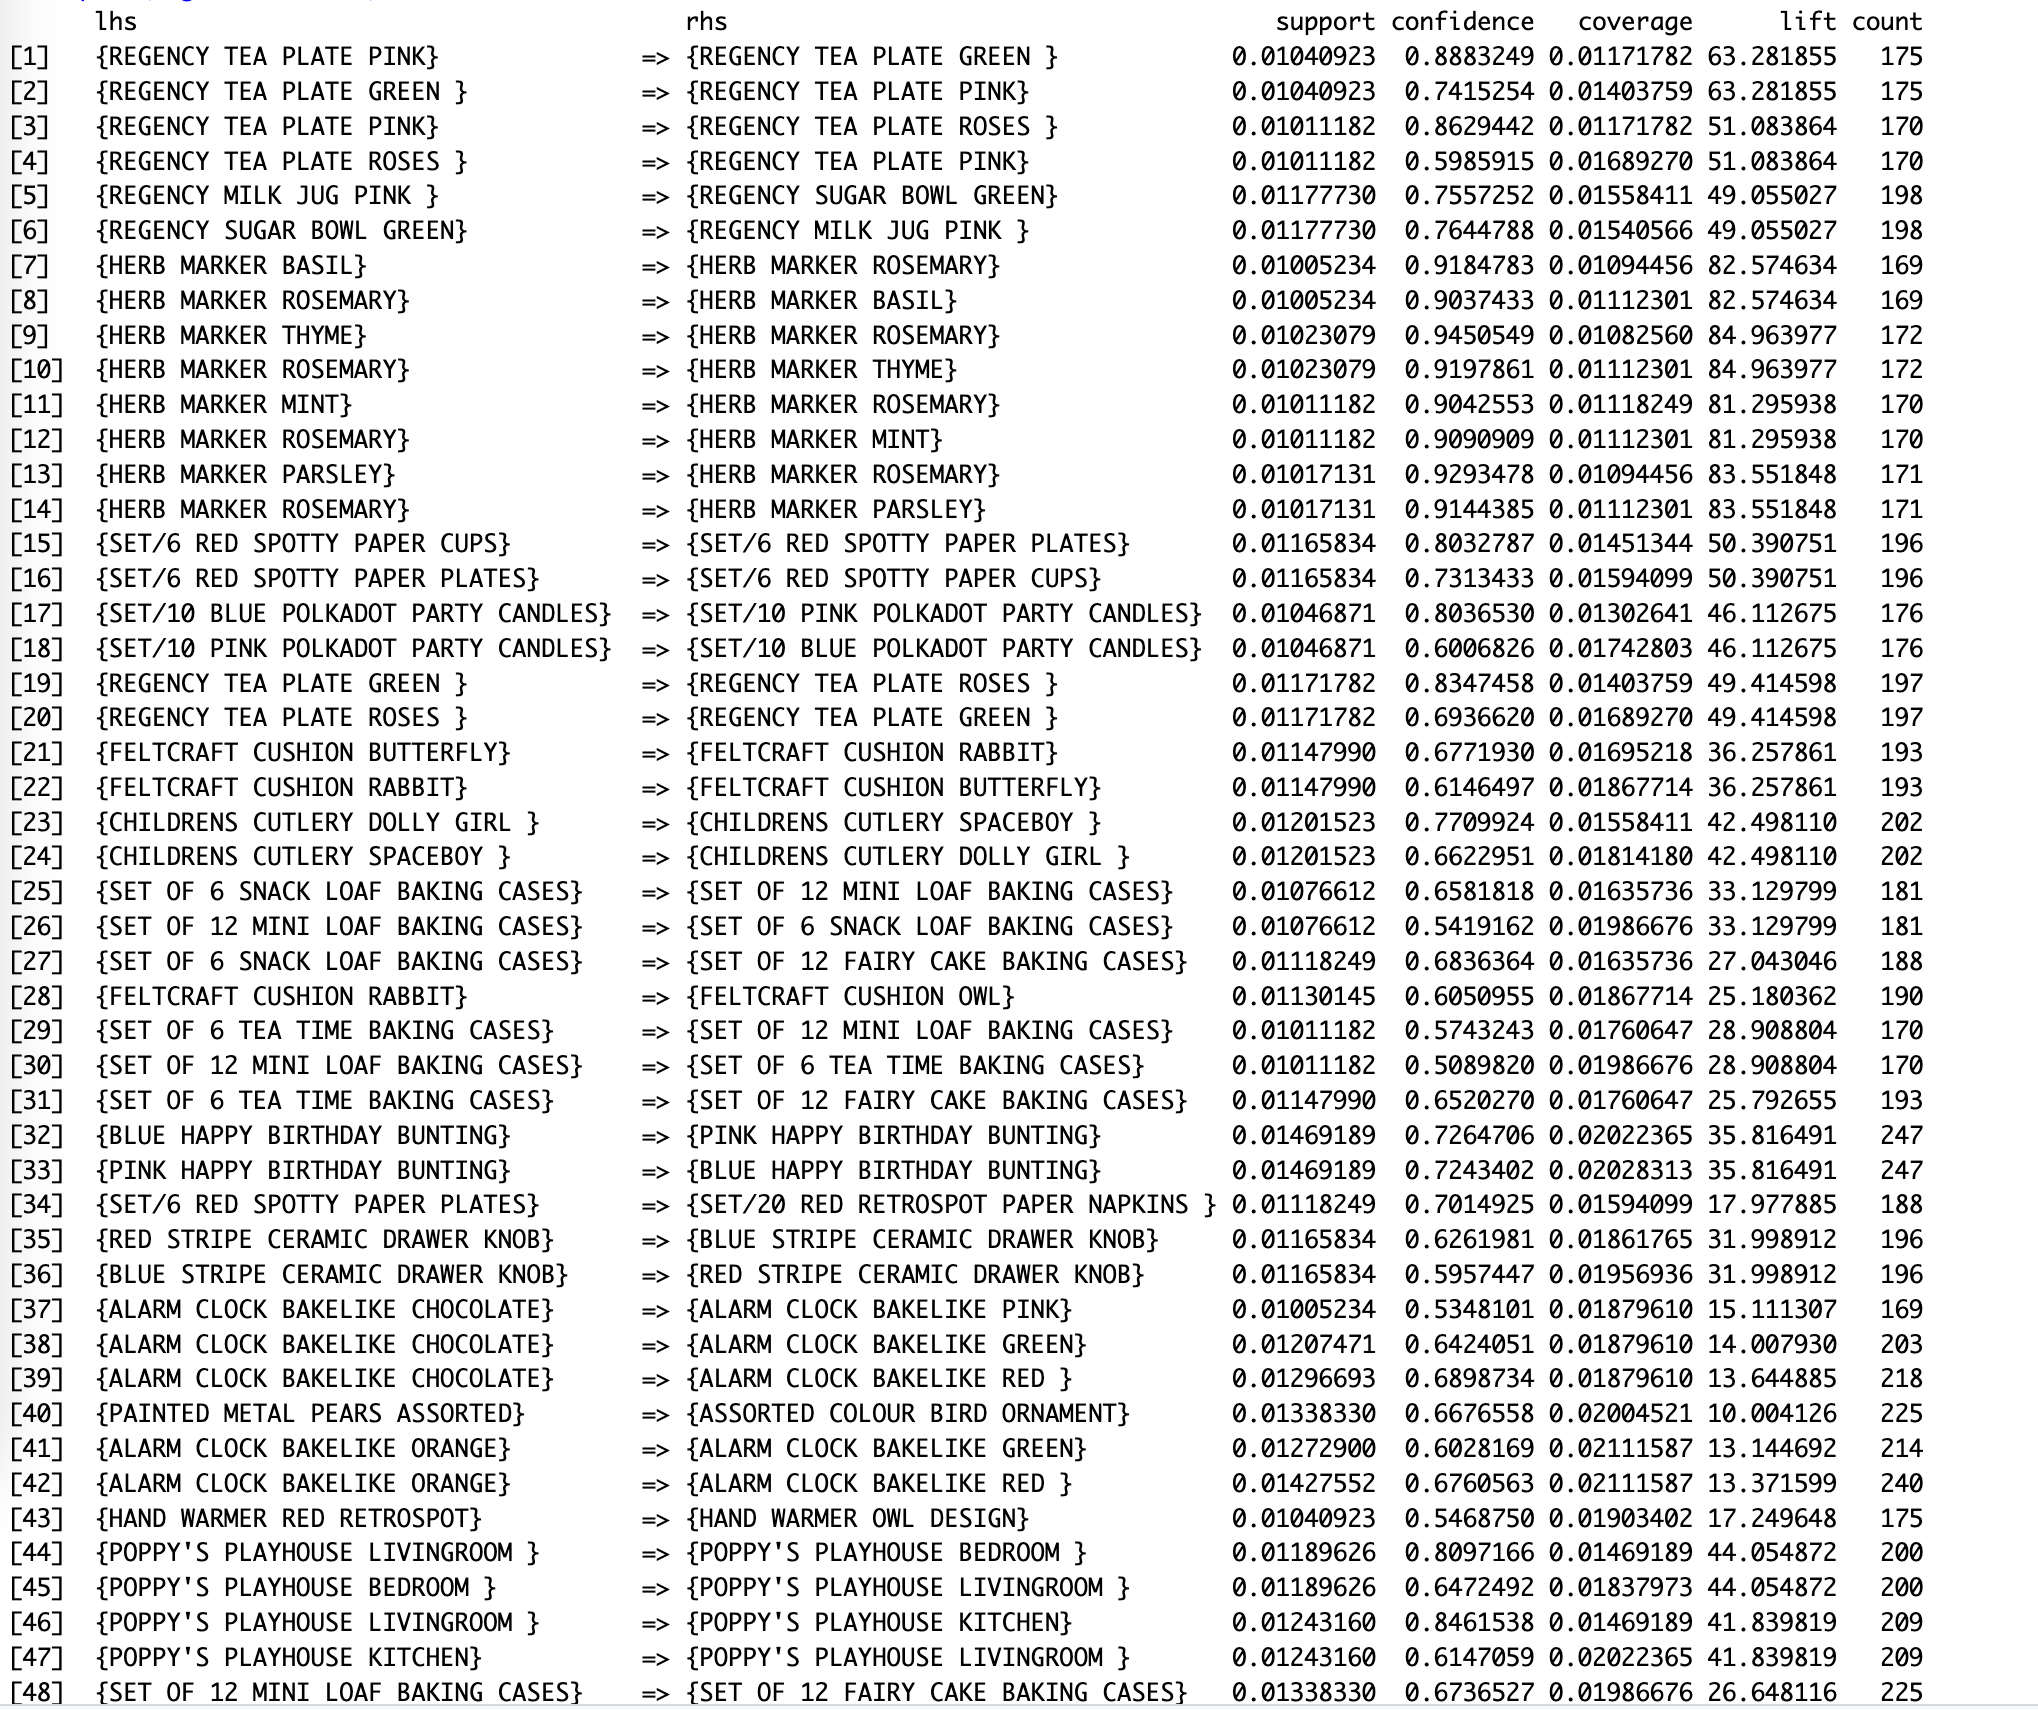 lhs rhs support confidence coverage lift count
[1] {REGENCY TEA PLATE PINK} => {REGENCY TEA PLATE GREEN } 0.01040923 0.8883249 0.01171782 63.281855 175
[2] {REGENCY TEA PLATE GREEN } => {REGENCY TEA PLATE PINK} 0.01040923 0.7415254 0.01403759 63.281855 175
[3] {REGENCY TEA PLATE PINK} => {REGENCY TEA PLATE ROSES } 0.01011182 0.8629442 0.01171782 51.083864 170
[4] {REGENCY TEA PLATE ROSES } => {REGENCY TEA PLATE PINK} 0.01011182 0.5985915 0.01689270 51.083864 170
[5] {REGENCY MILK JUG PINK } => {REGENCY SUGAR BOWL GREEN} 0.01177730 0.7557252 0.01558411 49.055027 198
[6] {REGENCY SUGAR BOWL GREEN} => {REGENCY MILK JUG PINK } 0.01177730 0.7644788 0.01540566 49.055027 198
[7] {HERB MARKER BASIL} => {HERB MARKER ROSEMARY} 0.01005234 0.9184783 0.01094456 82.574634 169
[8] {HERB MARKER ROSEMARY} => {HERB MARKER BASIL} 0.01005234 0.9037433 0.01112301 82.574634 169
[9] {HERB MARKER THYME} => {HERB MARKER ROSEMARY} 0.01023079 0.9450549 0.01082560 84.963977 172
[10] {HERB MARKER ROSEMARY} => {HERB MARKER THYME} 0.01023079 0.9197861 0.01112301 84.963977 172
[11] {HERB MARKER MINT} => {HERB MARKER ROSEMARY} 0.01011182 0.9042553 0.01118249 81.295938 170
[12] {HERB MARKER ROSEMARY} => {HERB MARKER MINT} 0.01011182 0.9090909 0.01112301 81.295938 170
[13] {HERB MARKER PARSLEY} => {HERB MARKER ROSEMARY} 0.01017131 0.9293478 0.01094456 83.551848 171
[14] {HERB MARKER ROSEMARY} => {HERB MARKER PARSLEY} 0.01017131 0.9144385 0.01112301 83.551848 171
[15] {SET/6 RED SPOTTY PAPER CUPS} => {SET/6 RED SPOTTY PAPER PLATES} 0.01165834 0.8032787 0.01451344 50.390751 196
[16] {SET/6 RED SPOTTY PAPER PLATES} => {SET/6 RED SPOTTY PAPER CUPS} 0.01165834 0.7313433 0.01594099 50.390751 196
[17] {SET/10 BLUE POLKADOT PARTY CANDLES} => {SET/10 PINK POLKADOT PARTY CANDLES} 0.01046871 0.8036530 0.01302641 46.112675 176
[18] {SET/10 PINK POLKADOT PARTY CANDLES} => {SET/10 BLUE POLKADOT PARTY CANDLES} 0.01046871 0.6006826 0.01742803 46.112675 176
[19] {REGENCY TEA PLATE GREEN } => {REGENCY TEA PLATE ROSES } 0.01171782 0.8347458 0.01403759 49.414598 197
[20] {REGENCY TEA PLATE ROSES } => {REGENCY TEA PLATE GREEN } 0.01171782 0.6936620 0.01689270 49.414598 197
[21] {FELTCRAFT CUSHION BUTTERFLY} => {FELTCRAFT CUSHION RABBIT} 0.01147990 0.6771930 0.01695218 36.257861 193
[22] {FELTCRAFT CUSHION RABBIT} => {FELTCRAFT CUSHION BUTTERFLY} 0.01147990 0.6146497 0.01867714 36.257861 193
[23] {CHILDRENS CUTLERY DOLLY GIRL } => {CHILDRENS CUTLERY SPACEBOY } 0.01201523 0.7709924 0.01558411 42.498110 202
[24] {CHILDRENS CUTLERY SPACEBOY } => {CHILDRENS CUTLERY DOLLY GIRL } 0.01201523 0.6622951 0.01814180 42.498110 202
[25] {SET OF 6 SNACK LOAF BAKING CASES} => {SET OF 12 MINI LOAF BAKING CASES} 0.01076612 0.6581818 0.01635736 33.129799 181
[26] {SET OF 12 MINI LOAF BAKING CASES} => {SET OF 6 SNACK LOAF BAKING CASES} 0.01076612 0.5419162 0.01986676 33.129799 181
[27] {SET OF 6 SNACK LOAF BAKING CASES} => {SET OF 12 FAIRY CAKE BAKING CASES} 0.01118249 0.6836364 0.01635736 27.043046 188
[28] {FELTCRAFT CUSHION RABBIT} => {FELTCRAFT CUSHION OWL} 0.01130145 0.6050955 0.01867714 25.180362 190
[29] {SET OF 6 TEA TIME BAKING CASES} => {SET OF 12 MINI LOAF BAKING CASES} 0.01011182 0.5743243 0.01760647 28.908804 170
[30] {SET OF 12 MINI LOAF BAKING CASES} => {SET OF 6 TEA TIME BAKING CASES} 0.01011182 0.5089820 0.01986676 28.908804 170
[31] {SET OF 6 TEA TIME BAKING CASES} => {SET OF 12 FAIRY CAKE BAKING CASES} 0.01147990 0.6520270 0.01760647 25.792655 193
[32] {BLUE HAPPY BIRTHDAY BUNTING} => {PINK HAPPY BIRTHDAY BUNTING} 0.01469189 0.7264706 0.02022365 35.816491 247
[33] {PINK HAPPY BIRTHDAY BUNTING} => {BLUE HAPPY BIRTHDAY BUNTING} 0.01469189 0.7243402 0.02028313 35.816491 247
[34] {SET/6 RED SPOTTY PAPER PLATES} => {SET/20 RED RETROSPOT PAPER NAPKINS } 0.01118249 0.7014925 0.01594099 17.977885 188
[35] {RED STRIPE CERAMIC DRAWER KNOB} => {BLUE STRIPE CERAMIC DRAWER KNOB} 0.01165834 0.6261981 0.01861765 31.998912 196
[36] {BLUE STRIPE CERAMIC DRAWER KNOB} => {RED STRIPE CERAMIC DRAWER KNOB} 0.01165834 0.5957447 0.01956936 31.998912 196
[37] {ALARM CLOCK BAKELIKE CHOCOLATE} => {ALARM CLOCK BAKELIKE PINK} 0.01005234 0.5348101 0.01879610 15.111307 169
[38] {ALARM CLOCK BAKELIKE CHOCOLATE} => {ALARM CLOCK BAKELIKE GREEN} 0.01207471 0.6424051 0.01879610 14.007930 203
[39] {ALARM CLOCK BAKELIKE CHOCOLATE} => {ALARM CLOCK BAKELIKE RED } 0.01296693 0.6898734 0.01879610 13.644885 218
[40] {PAINTED METAL PEARS ASSORTED} => {ASSORTED COLOUR BIRD ORNAMENT} 0.01338330 0.6676558 0.02004521 10.004126 225
[41] {ALARM CLOCK BAKELIKE ORANGE} => {ALARM CLOCK BAKELIKE GREEN} 0.01272900 0.6028169 0.02111587 13.144692 214
[42] {ALARM CLOCK BAKELIKE ORANGE} => {ALARM CLOCK BAKELIKE RED } 0.01427552 0.6760563 0.02111587 13.371599 240
[43] {HAND WARMER RED RETROSPOT} => {HAND WARMER OWL DESIGN} 0.01040923 0.5468750 0.01903402 17.249648 175
[44] {POPPY'S PLAYHOUSE LIVINGROOM } => {POPPY'S PLAYHOUSE BEDROOM } 0.01189626 0.8097166 0.01469189 44.054872 200
[45] {POPPY'S PLAYHOUSE BEDROOM } => {POPPY'S PLAYHOUSE LIVINGROOM } 0.01189626 0.6472492 0.01837973 44.054872 200
[46] {POPPY'S PLAYHOUSE LIVINGROOM } => {POPPY'S PLAYHOUSE KITCHEN} 0.01243160 0.8461538 0.01469189 41.839819 209
[47] {POPPY'S PLAYHOUSE KITCHEN} => {POPPY'S PLAYHOUSE LIVINGROOM } 0.01243160 0.6147059 0.02022365 41.839819 209
[48] {SET OF 12 MINI LOAF BAKING CASES} => {SET OF 12 FAIRY CAKE BAKING CASES} 0.01338330 0.6736527 0.01986676 26.648116 225